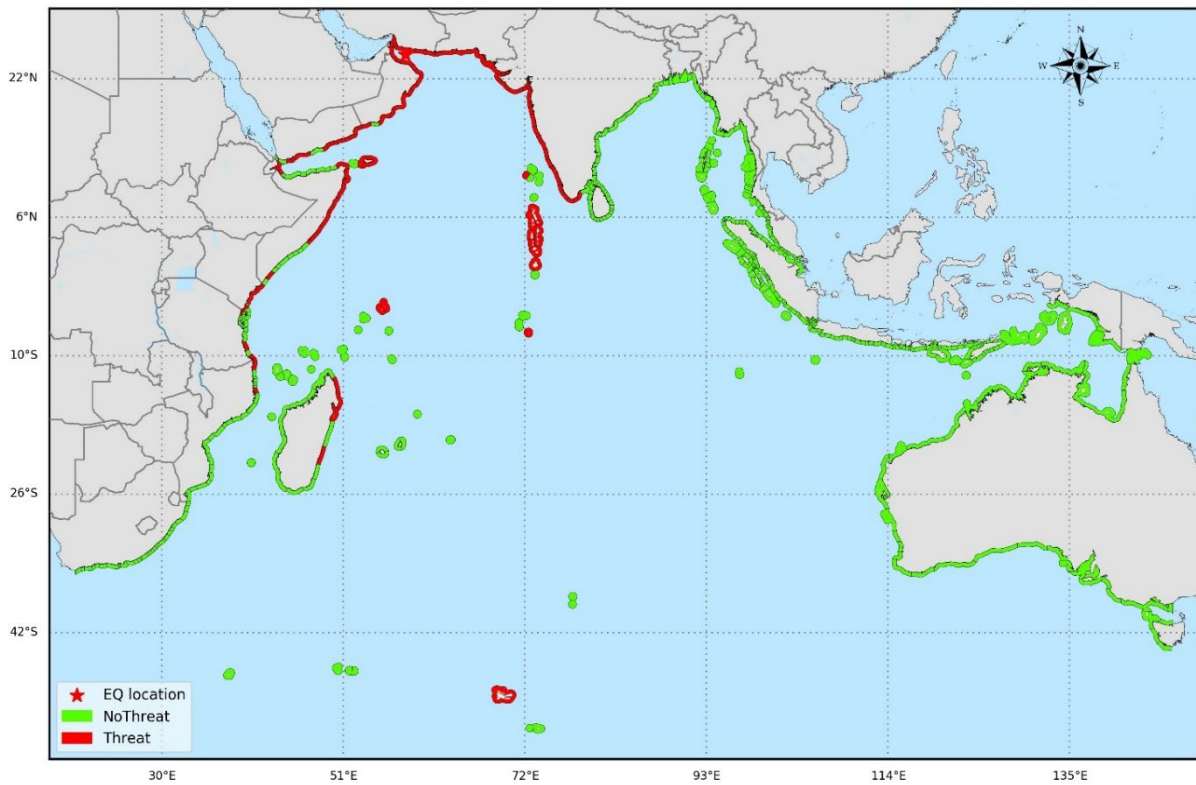 N
W E
S
22°N
6°N
10°S
26°S
42°S
EQ location
NoThreat
Threat
30°E 51°E 72°E 93°E 114°E 135°E